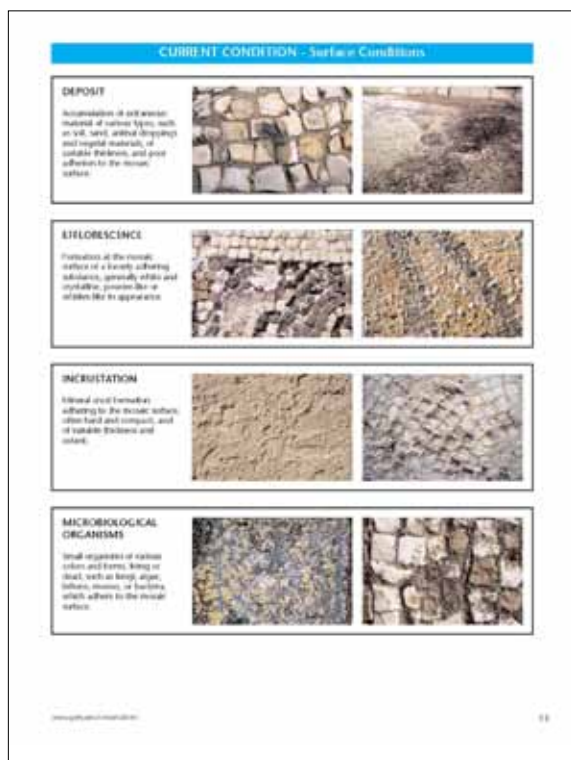 CURRENT CONDITION - Surface Conditions
DEPOSIT
Accumulation of extraneous
material of various types, such
as soil, sand, animal droppings
and vegetal materials, of
variable thickness, and poor
adhesion to the mosaic
surface.
EFFLORESCENCE
Formation at the mosaic
surface of a loosely adhering
substance, generally white and
crystalline, powder-like or
whisker-like in appearance.
INCRUSTATION
Mineral crust formation
adhering to the mosaic surface,
often hard and compact, and
of variable thickness and
extent.
MICROBIOLOGICAL
ORGANISMS
Small organisms of various
colors and forms, living or
dead, such as fungi, algae,
lichens, mosses, or bacteria,
which adhere to the mosaic
surface.